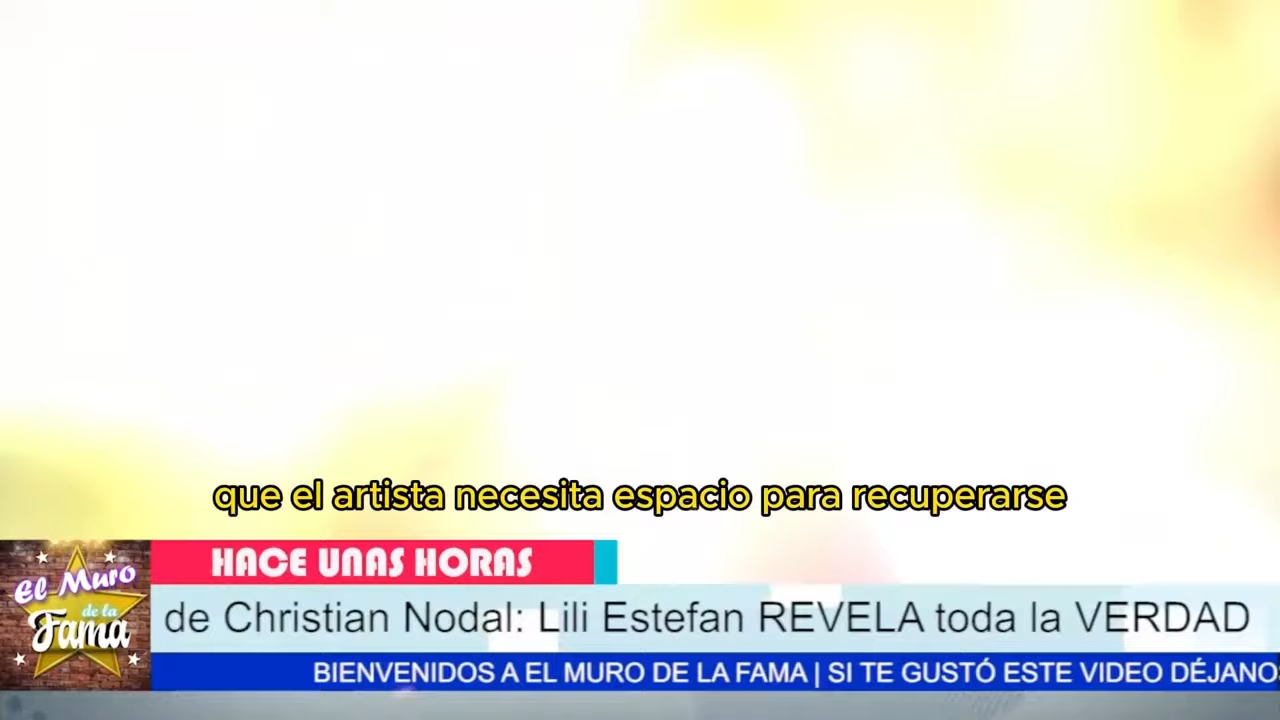 que el artista necesita espacio para recuperarse
HACE UNAS HORAS
El Muro
de la
Fama
de Christian Nodal: Lili Estefan REVELA toda la VERDAD
BIENVENIDOS A EL MURO DE LA FAMA | SI TE GUSTÓ ESTE VIDEO DÉJANOS